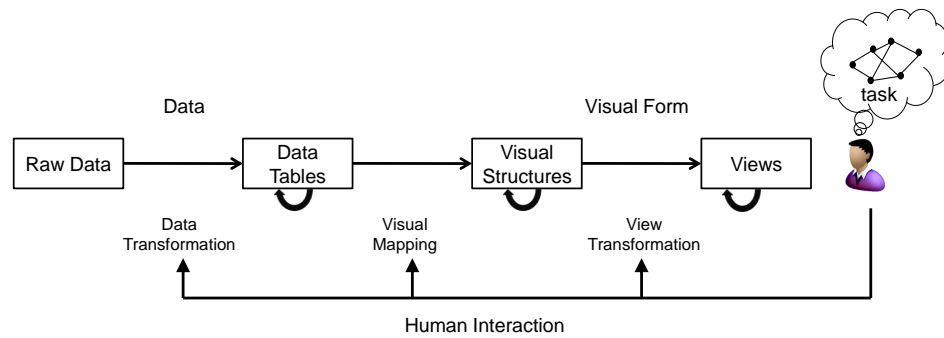 task
Data
Visual Form
Raw Data
Data
Tables
Visual
Structures
Views
Data
Transformation
Visual
Mapping
View
Transformation
Human Interaction